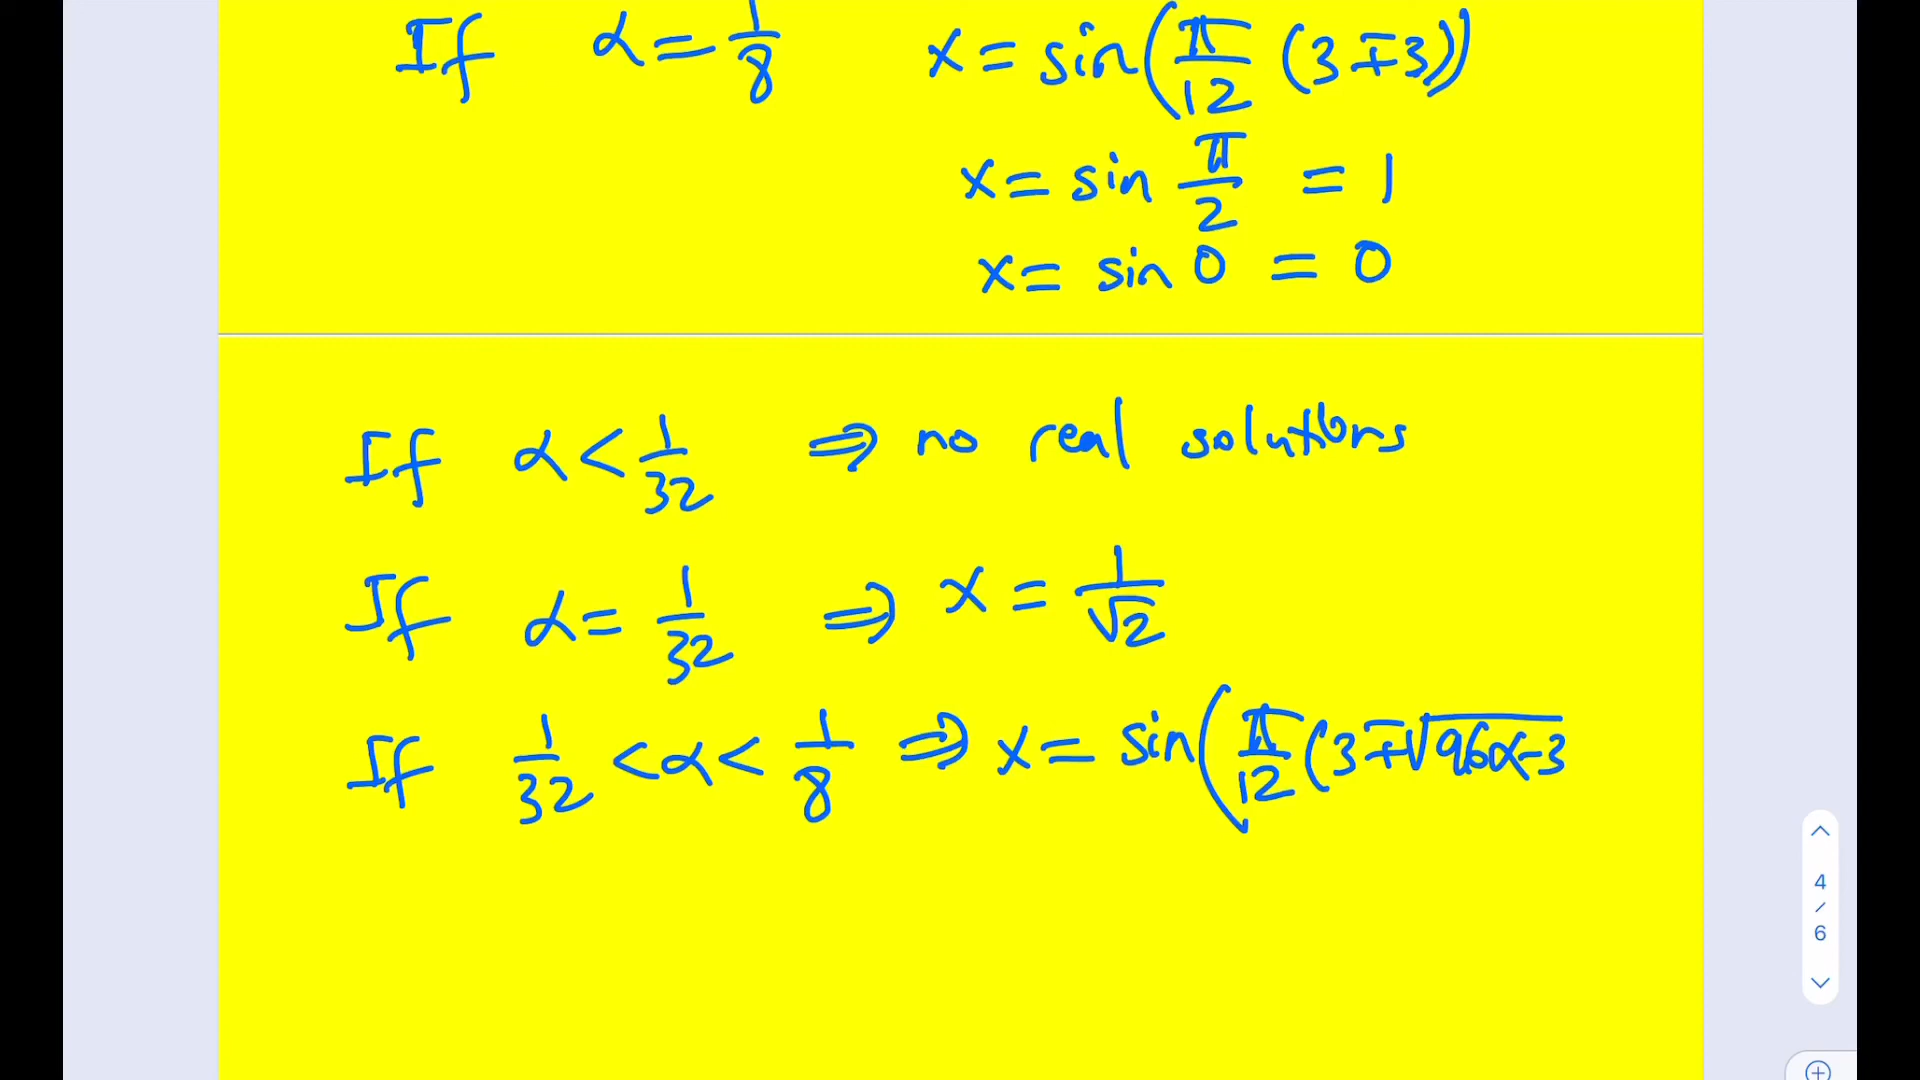 If α = 1/8 x = sin(π/12 (3∓3))
x = sin π/2 = 1
x = sin 0 = 0
If α < 1/32 ⇒ no real solutions
If α = 1/32 ⇒ x = 1/√2
If 1/32 < α < 1/8 ⇒ x = sin(π/12 (3∓√96α-3
4
/
6